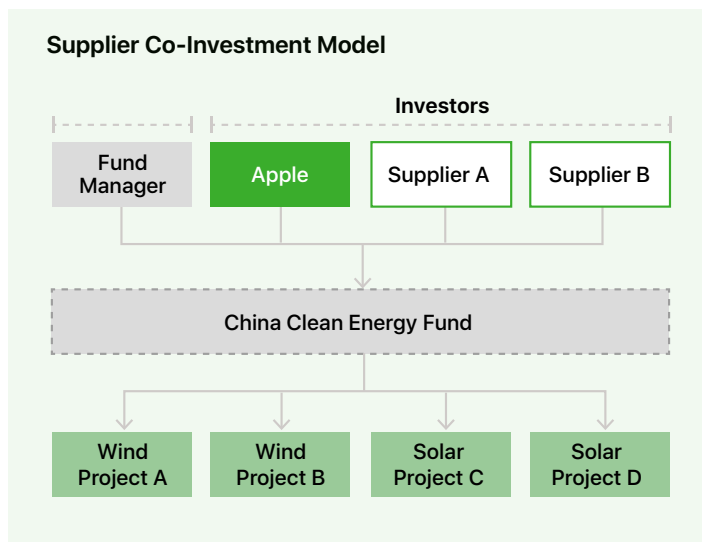 Supplier Co-Investment Model
Investors
Fund
Manager
Apple
Supplier A
Supplier B
China Clean Energy Fund
Wind
Project A
Wind
Project B
Solar
Project C
Solar
Project D